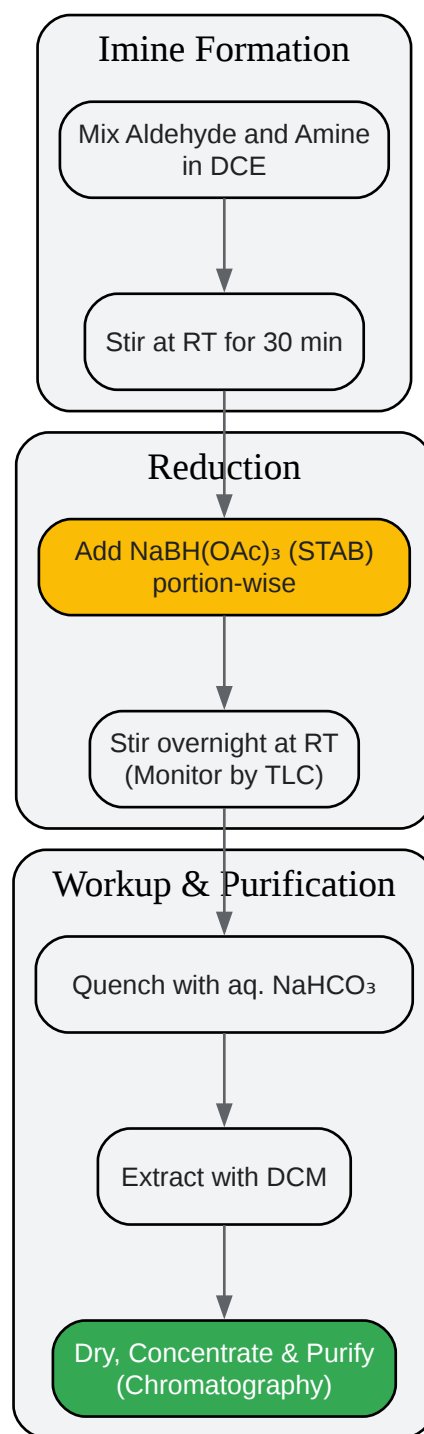 Imine Formation
Mix Aldehyde and Amine
in DCE
Stir at RT for 30 min
Reduction
Add NaBH(OAc)₃ (STAB)
portion-wise
Stir overnight at RT
(Monitor by TLC)
Workup & Purification
Quench with aq. NaHCO₃
Extract with DCM
Dry, Concentrate & Purify
(Chromatography)